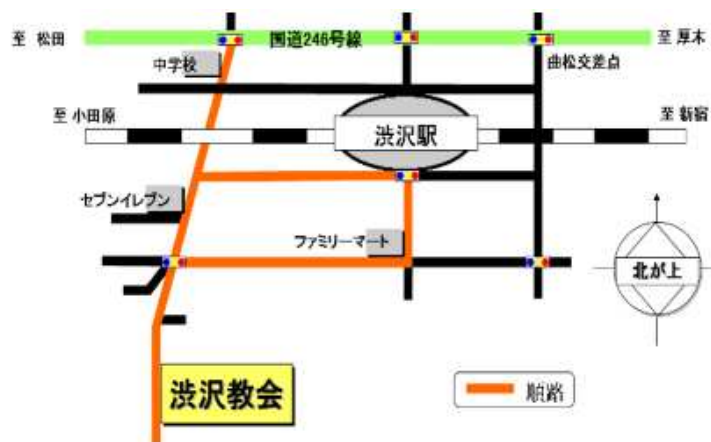 至 松田
国道246号線
至 厚木
中学校
曲松交差点
至 小田原
渋沢駅
至 新宿
セブンイレブン
ファミリーマート
北が上
渋沢教会
順路